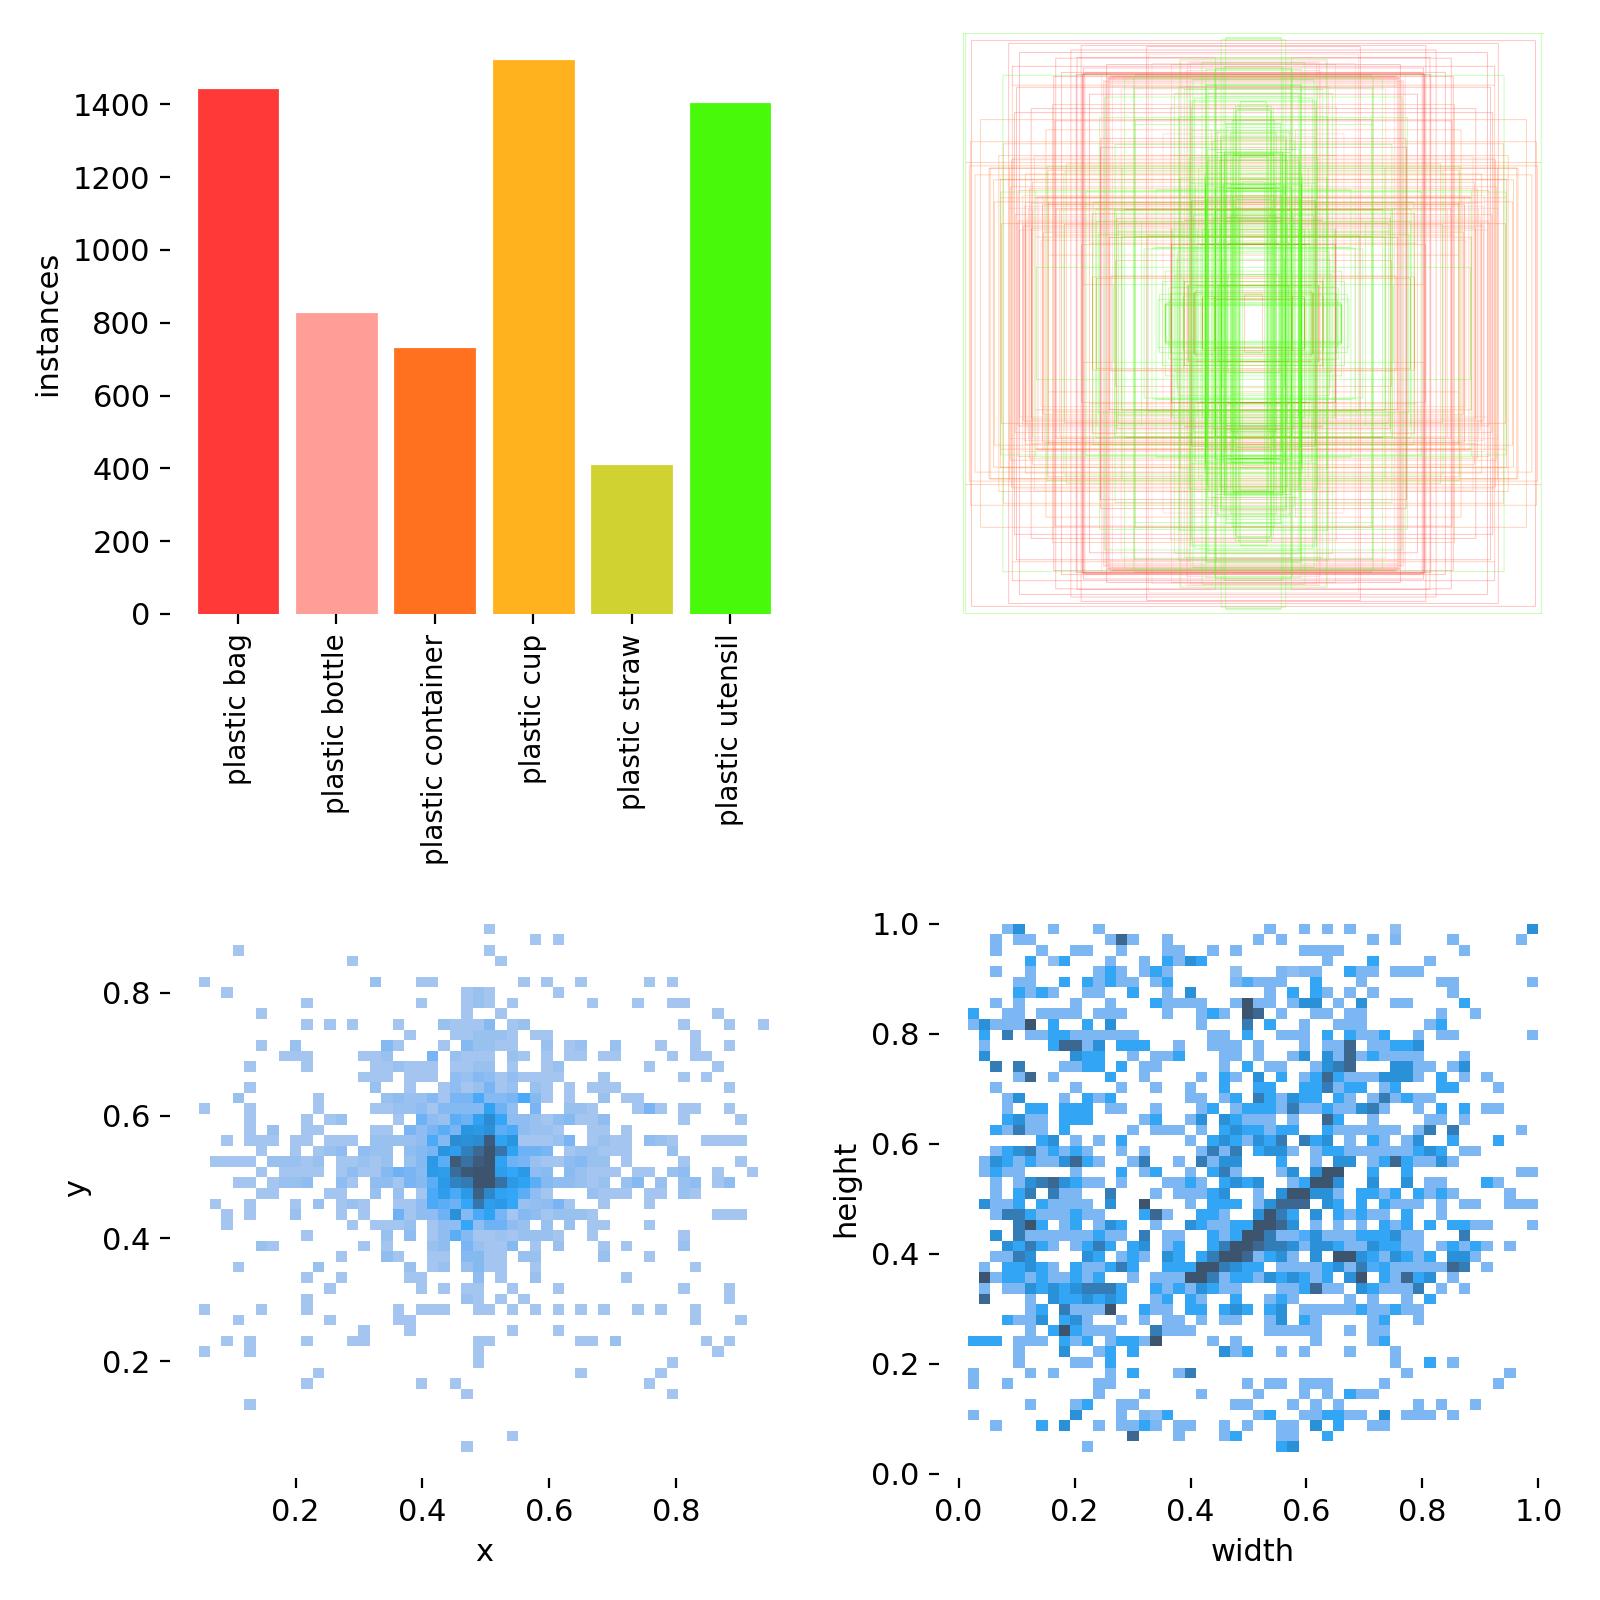 instances
1400
1200
1000
800
600
400
200
0
plastic bag
plastic bottle
plastic container
plastic cup
plastic straw
plastic utensil
y
0.8
0.6
0.4
0.2
0.2 0.4 0.6 0.8
x
height
1.0
0.8
0.6
0.4
0.2
0.0
0.0 0.2 0.4 0.6 0.8 1.0
width